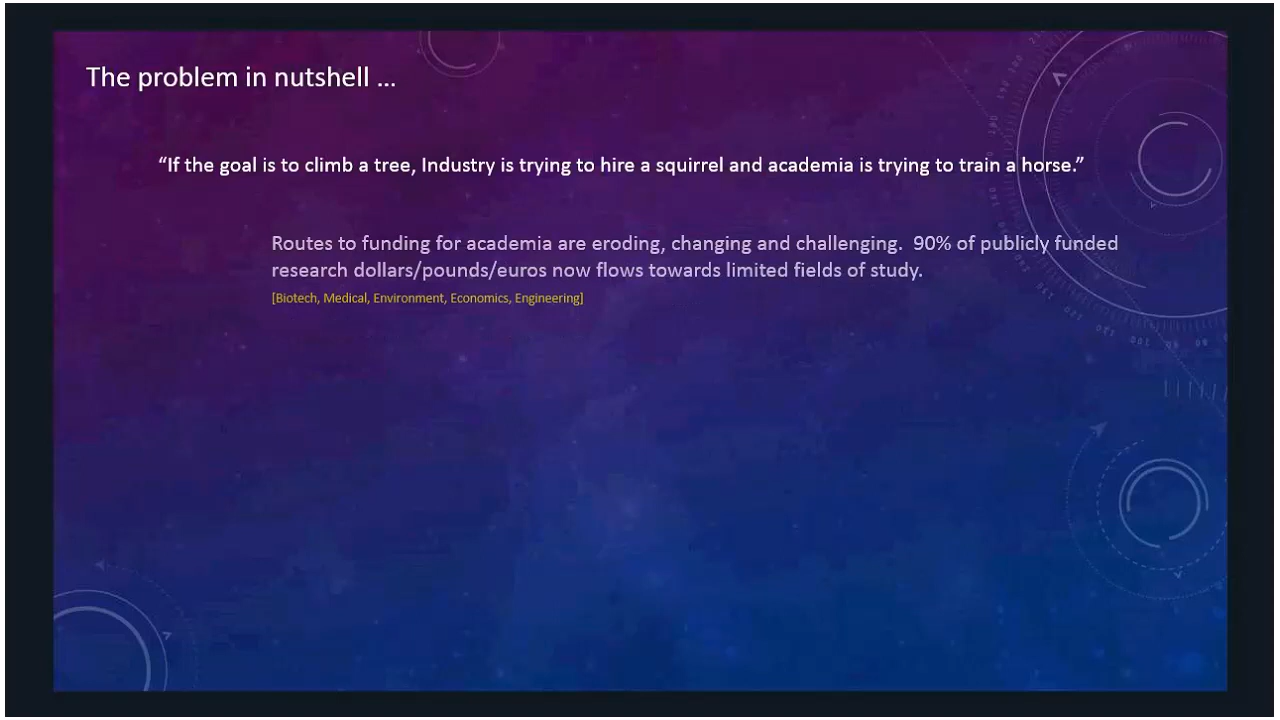 The problem in nutshell ...
“If the goal is to climb a tree, Industry is trying to hire a squirrel and academia is trying to train a horse.”
Routes to funding for academia are eroding, changing and challenging.  90% of publicly funded
research dollars/pounds/euros now flows towards limited fields of study.
[Biotech, Medical, Environment, Economics, Engineering]